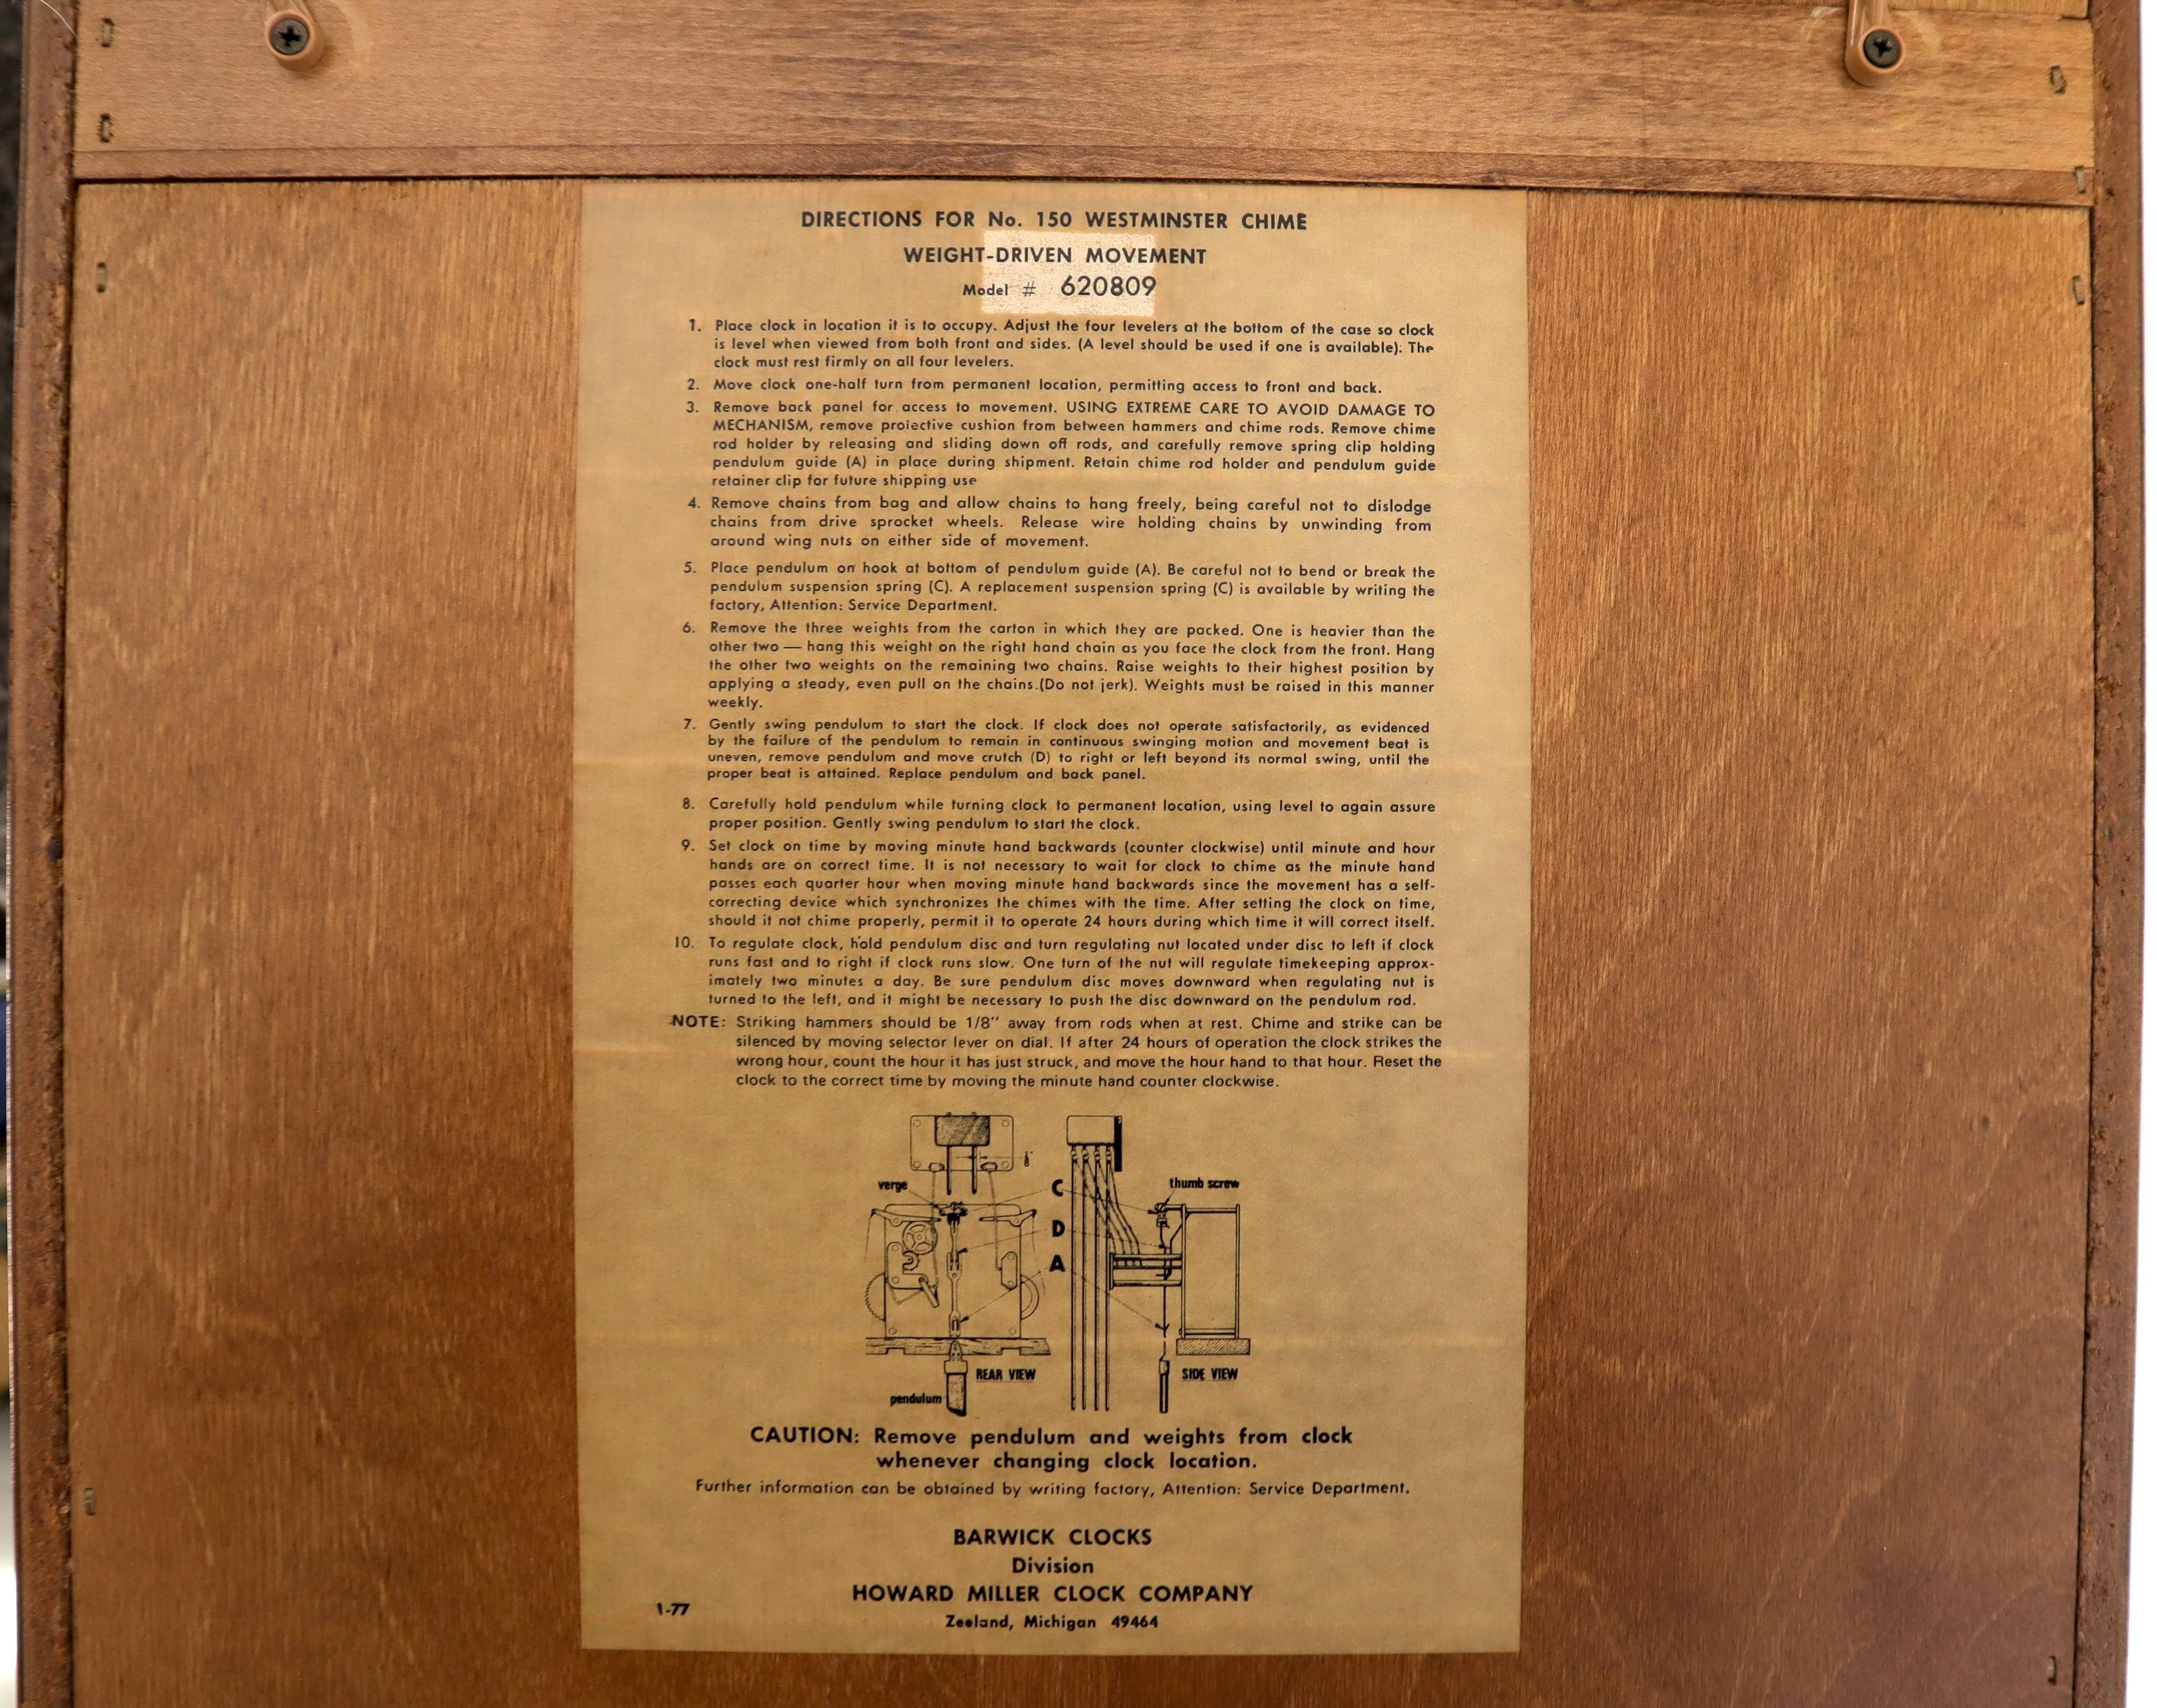 DIRECTIONS FOR No. 150 WESTMINSTER CHIME
WEIGHT-DRIVEN MOVEMENT
Model # 620809
1. Place clock in location it is to occupy. Adjust the four levelers at the bottom of the case so clock
is level when viewed from both front and sides. (A level should be used if one is available). The
clock must rest firmly on all four levelers.
2. Move clock one-half turn from permanent location, permitting access to front and back.
3. Remove back panel for access to movement. USING EXTREME CARE TO AVOID DAMAGE TO
MECHANISM, remove protective cushion from between hammers and chime rods. Remove chime
rod holder by releasing and sliding down off rods, and carefully remove spring clip holding
pendulum guide (A) in place during shipment. Retain chime rod holder and pendulum guide
retainer clip for future shipping use
4. Remove chains from bag and allow chains to hang freely, being careful not to dislodge
chains from drive sprocket wheels. Release wire holding chains by unwinding from
around wing nuts on either side of movement.
5. Place pendulum on hook at bottom of pendulum guide (A). Be careful not to bend or break the
pendulum suspension spring (C). A replacement suspension spring (C) is available by writing the
factory, Attention: Service Department.
6. Remove the three weights from the carton in which they are packed. One is heavier than the
other two — hang this weight on the right hand chain as you face the clock from the front. Hang
the other two weights on the remaining two chains. Raise weights to their highest position by
applying a steady, even pull on the chains.(Do not jerk). Weights must be raised in this manner
weekly.
7. Gently swing pendulum to start the clock. If clock does not operate satisfactorily, as evidenced
by the failure of the pendulum to remain in continuous swinging motion and movement beat is
uneven, remove pendulum and move crutch (D) to right or left beyond its normal swing, until the
proper beat is attained. Replace pendulum and back panel.
8. Carefully hold pendulum while turning clock to permanent location, using level to again assure
proper position. Gently swing pendulum to start the clock.
9. Set clock on time by moving minute hand backwards (counter clockwise) until minute and hour
hands are on correct time. It is not necessary to wait for clock to chime as the minute hand
passes each quarter hour when moving minute hand backwards since the movement has a self-
correcting device which synchronizes the chimes with the time. After setting the clock on time,
should it not chime properly, permit it to operate 24 hours during which time it will correct itself.
10. To regulate clock, hold pendulum disc and turn regulating nut located under disc to left if clock
runs fast and to right if clock runs slow. One turn of the nut will regulate timekeeping approx-
imately two minutes a day. Be sure pendulum disc moves downward when regulating nut is
turned to the left, and it might be necessary to push the disc downward on the pendulum rod.
NOTE: Striking hammers should be 1/8" away from rods when at rest. Chime and strike can be
silenced by moving selector lever on dial. If after 24 hours of operation the clock strikes the
wrong hour, count the hour it has just struck, and move the hour hand to that hour. Reset the
clock to the correct time by moving the minute hand counter clockwise.
verge
C
thumb screw
D
A
REAR VIEW
SIDE VIEW
pendulum
CAUTION: Remove pendulum and weights from clock
whenever changing clock location.
Further information can be obtained by writing factory, Attention: Service Department.
BARWICK CLOCKS
Division
HOWARD MILLER CLOCK COMPANY
1-77
Zeeland, Michigan 49464